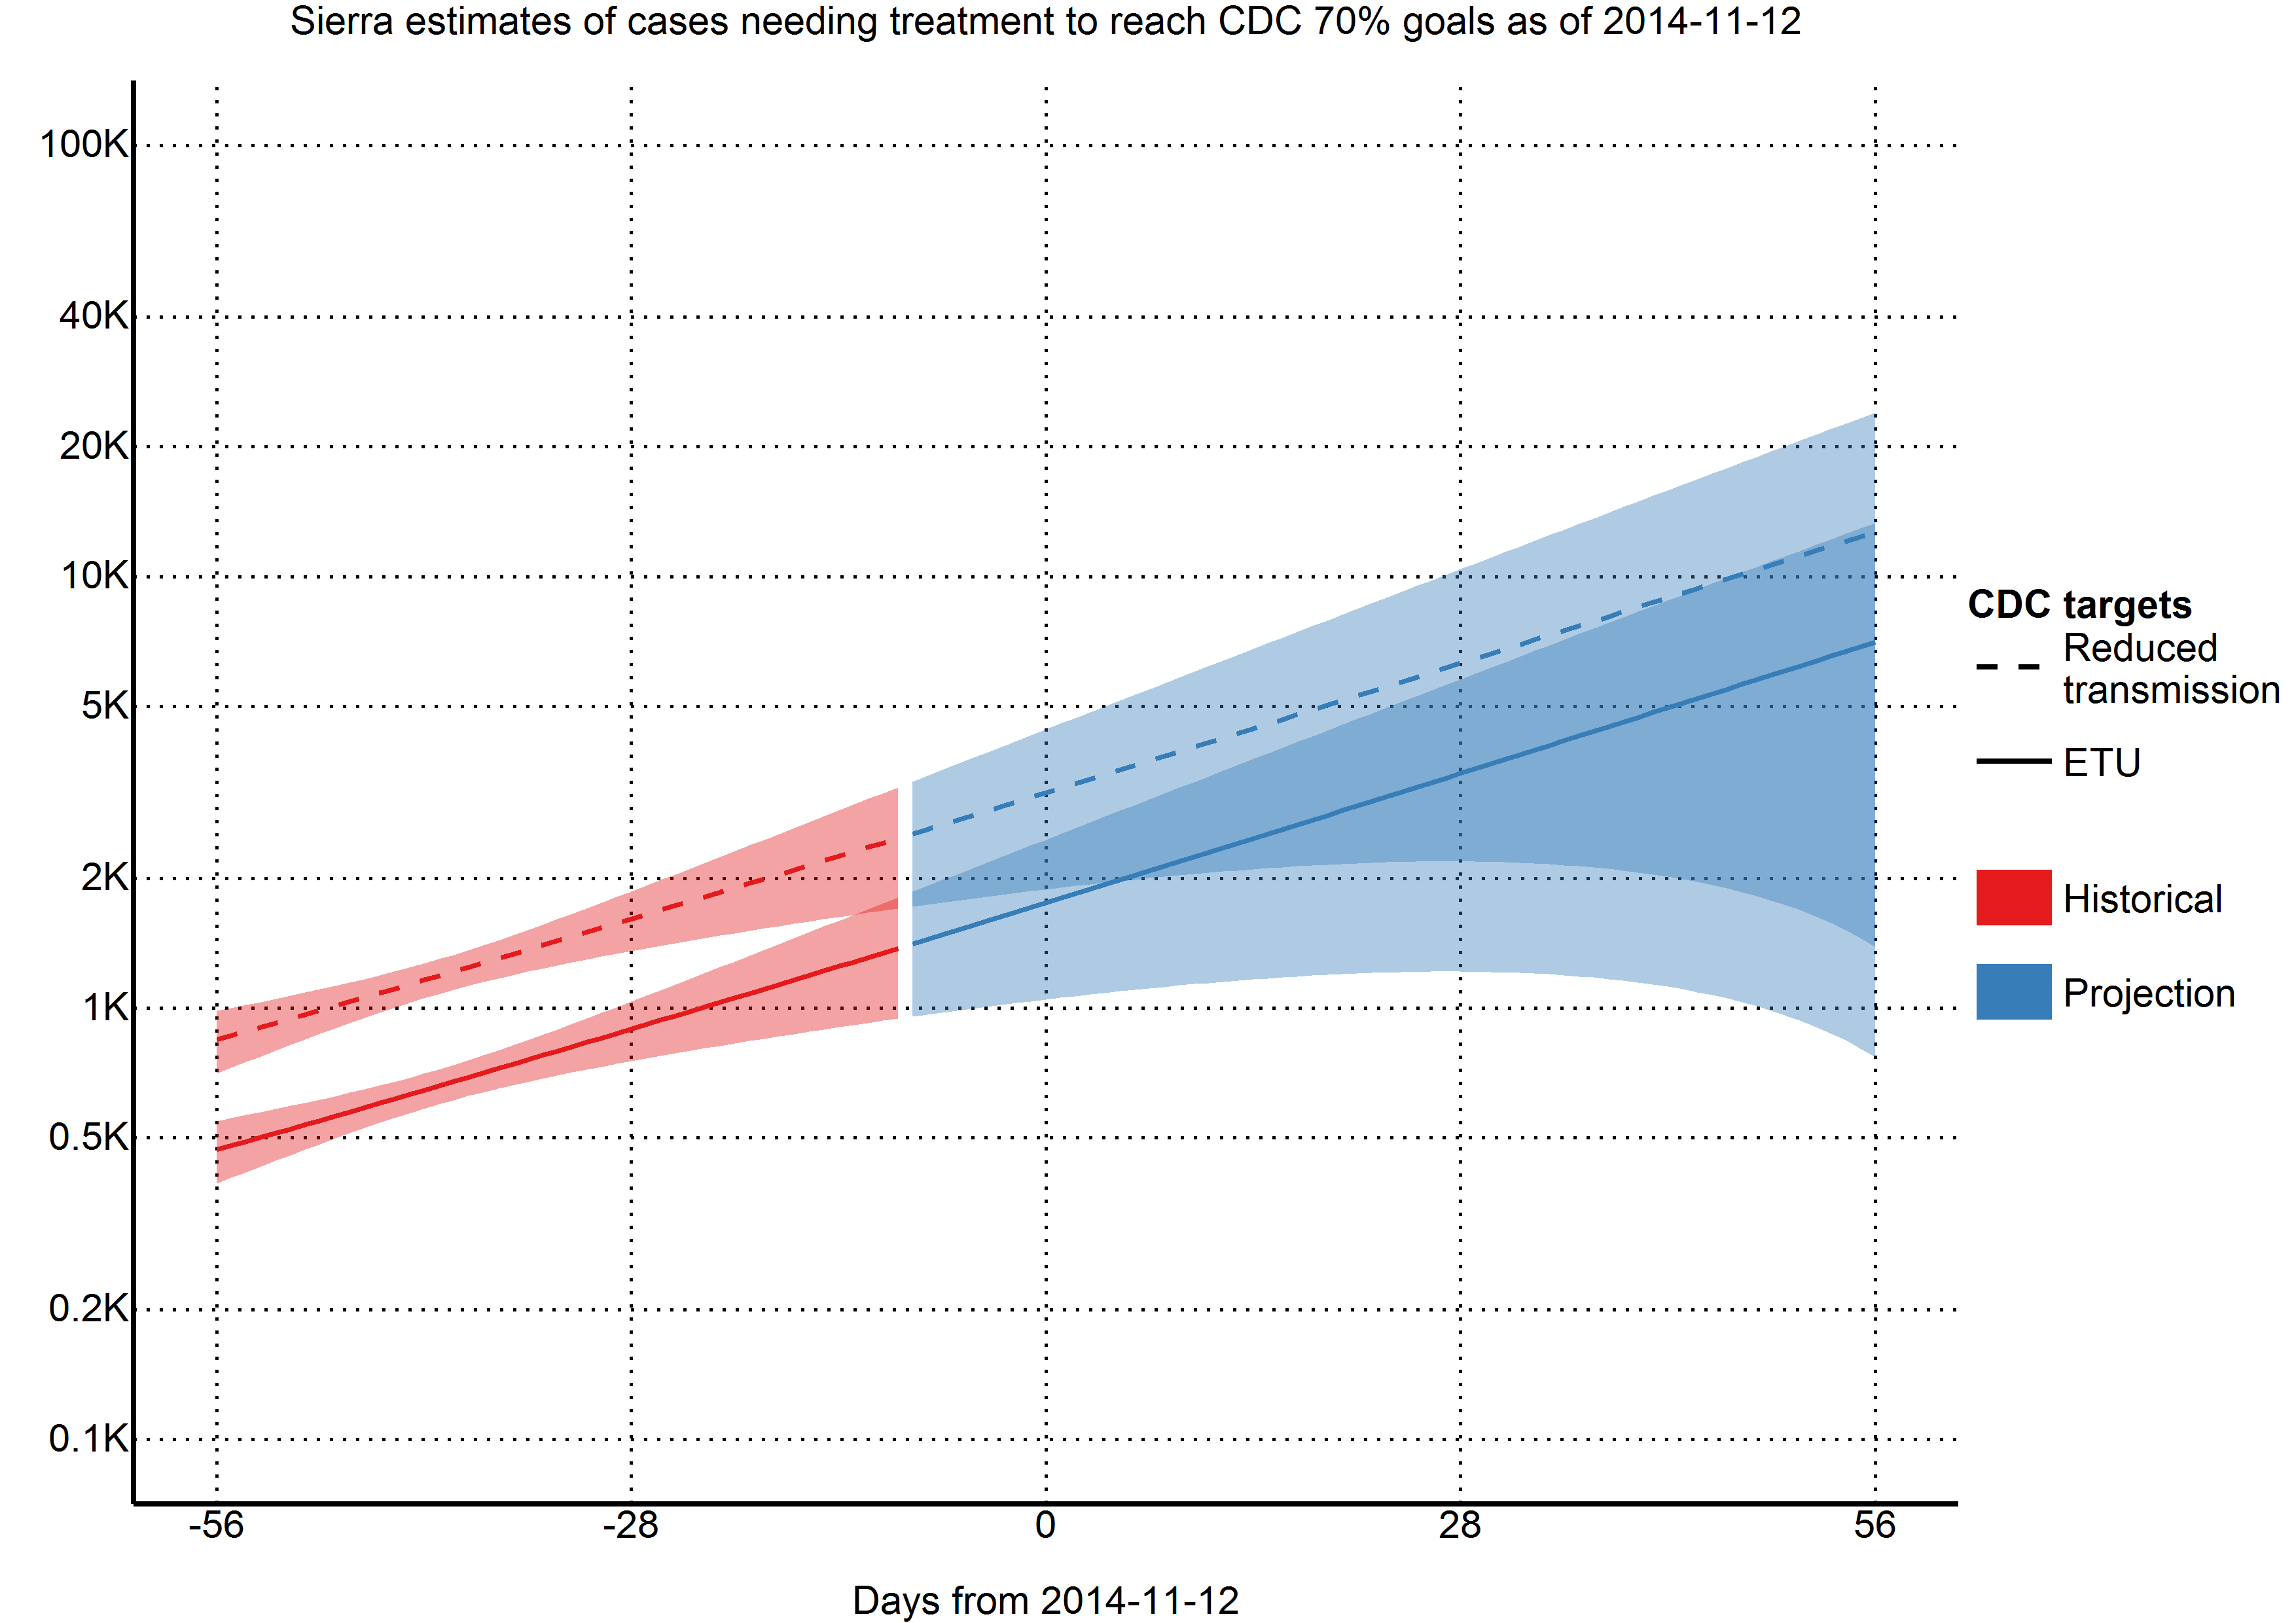 Sierra estimates of cases needing treatment to reach CDC 70% goals as of 2014-11-12
100K
40K
20K
10K
5K
2K
1K
0.5K
0.2K
0.1K
-56
-28
0
28
56
Days from 2014-11-12
CDC targets
Reduced
transmission
ETU
Historical
Projection